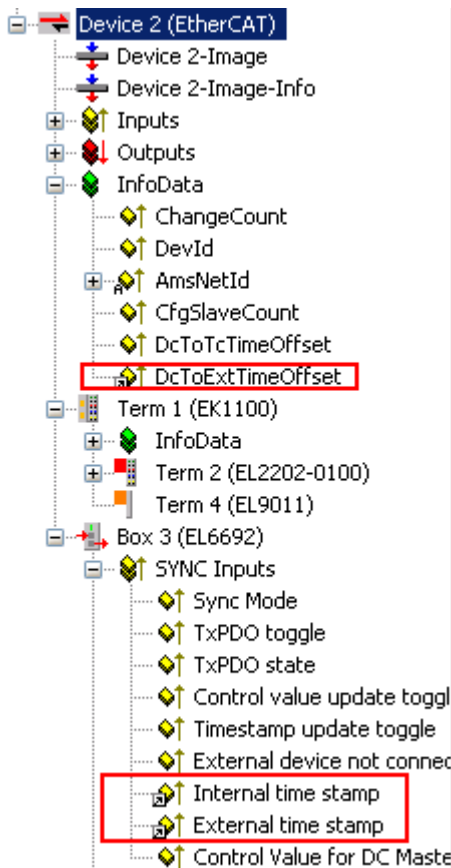 Device 2 (EtherCAT)
Device 2-Image
Device 2-Image-Info
Inputs
Outputs
InfoData
ChangeCount
DevId
AmsNetId
CfgSlaveCount
DcToTcTimeOffset
DcToExtTimeOffset
Term 1 (EK1100)
InfoData
Term 2 (EL2202-0100)
Term 4 (EL9011)
Box 3 (EL6692)
SYNC Inputs
Sync Mode
TxPDO toggle
TxPDO state
Control value update toggl
Timestamp update toggle
External device not connec
Internal time stamp
External time stamp
Control Value for DC Maste